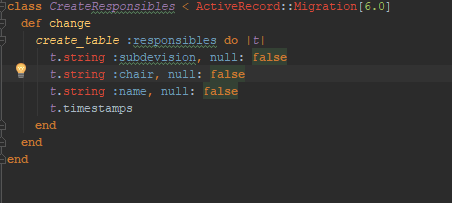 class CreateResponsibles < ActiveRecord::Migration[6.0]
  def change
    create_table :responsibles do |t|
      t.string :subdevision, null: false
      t.string :chair, null: false
      t.string :name, null: false
      t.timestamps
    end
  end
end